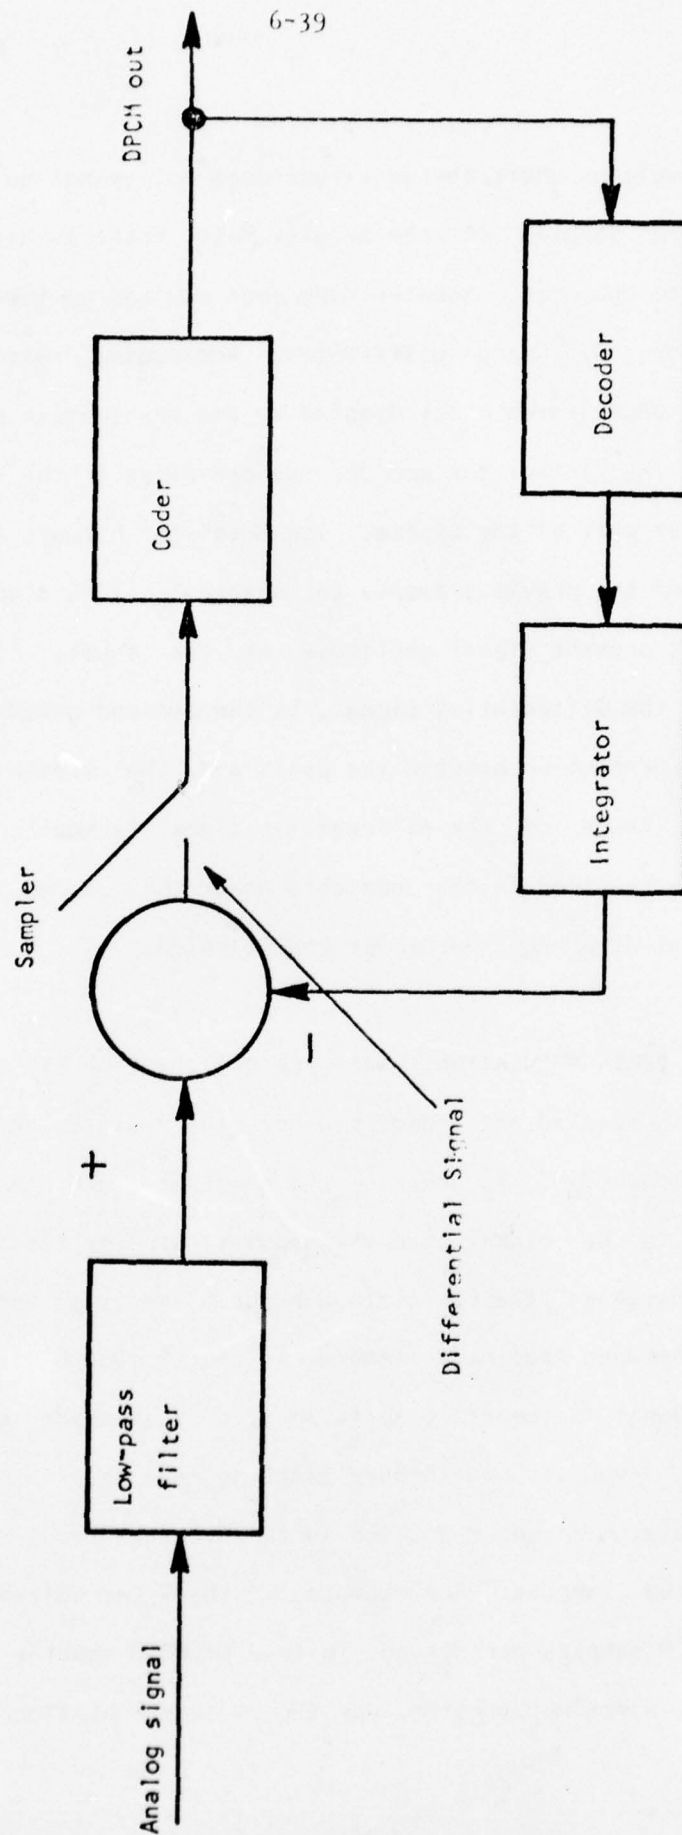 6-39
Analog signal
Low-pass
filter
+
-
Differential Signal
Sampler
Coder
DPCM out
Decoder
Integrator